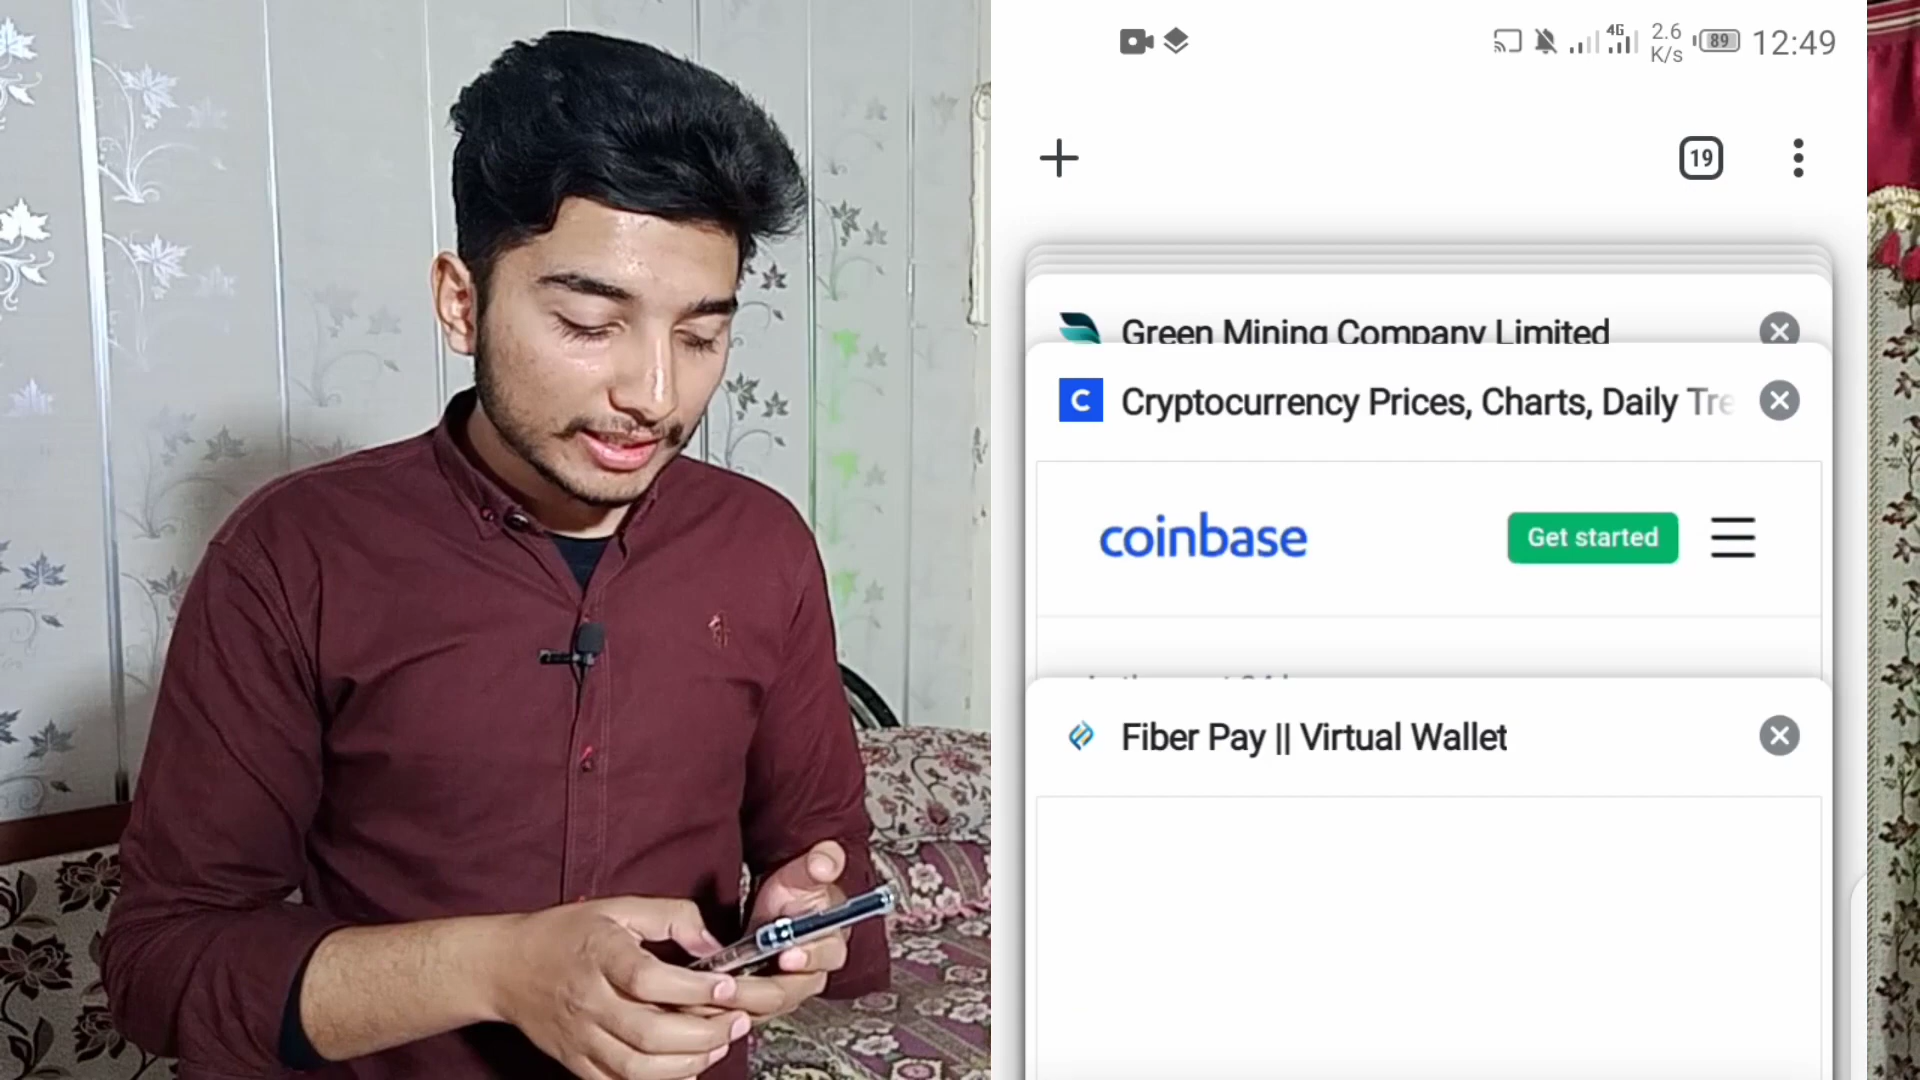 4G
2.6
K/s
89
12:49
19
Green Mining Company Limited
C
Cryptocurrency Prices, Charts, Daily Tre
coinbase
Get started
Fiber Pay || Virtual Wallet